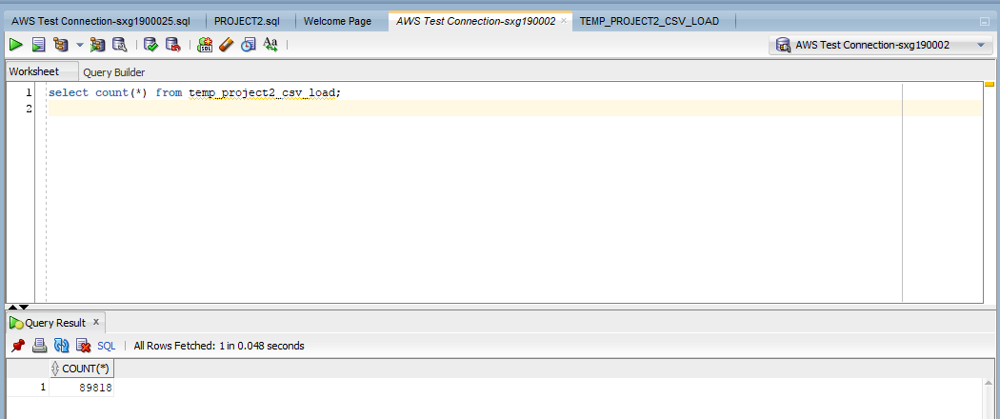 AWS Test Connection-sxg1900025.sql PROJECT2.sql Welcome Page AWS Test Connection-sxg190002 TEMP_PROJECT2_CSV_LOAD
SQL Aa AWS Test Connection-sxg190002
Worksheet Query Builder
1 select count(*) from temp_project2_csv_load;
2
Query Result x
SQL All Rows Fetched: 1 in 0.048 seconds
COUNT(*)
1 89818